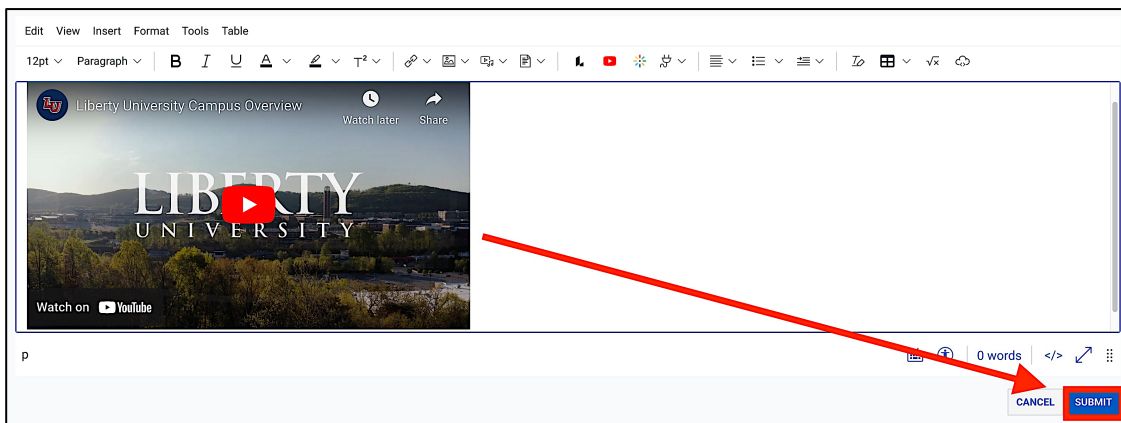 Edit View Insert Format Tools Table
12pt Paragraph B I U A T² √x
LU Liberty University Campus Overview
Watch later Share
LIBERTY
UNIVERSITY
Watch on YouTube
p
0 words </>
CANCEL SUBMIT